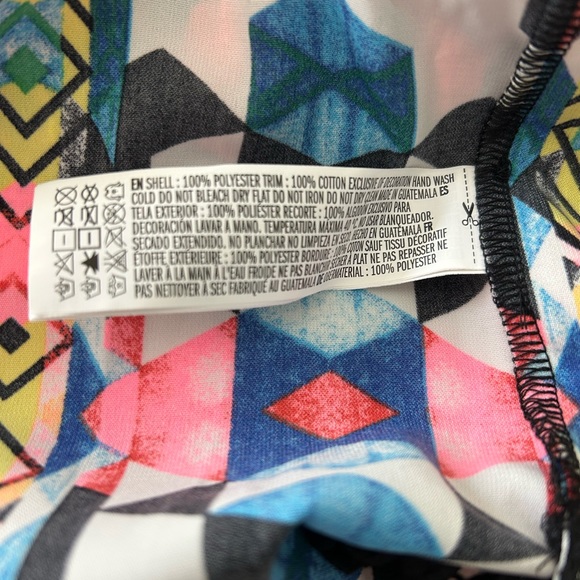 EN SHELL : 100% POLYESTER TRIM : 100% COTTON EXCLUSIVE OF DECORATION HAND WASH
COLD DO NOT BLEACH DRY FLAT DO NOT IRON DO NOT DRY CLEAN MADE IN GUATEMALA ES
TELA EXTERIOR : 100% POLIÉSTER RECORTE : 100% ALGODÓN EXCLUSIVO PARA
DECORACIÓN LAVAR A MANO. TEMPERATURA MÁXIMA NO USAR BLANQUEADOR.
SECADO EXTENDIDO. NO PLANCHAR NO LIMPIEZA EN SECO. HECHO EN GUATEMALA FR
ÉTOFFE EXTÉRIEURE : 100% POLYESTER BORDURE : 100% COTON SAUF TISSU DÉCORATIF
LAVER À LA MAIN À L'EAU FROIDE NE PAS BLANCHIR SÉCHER À PLAT NE PAS REPASSER NE
PAS NETTOYER À SEC FABRIQUÉ AU GUATEMALA DE MATERIAL : 100% POLYESTER